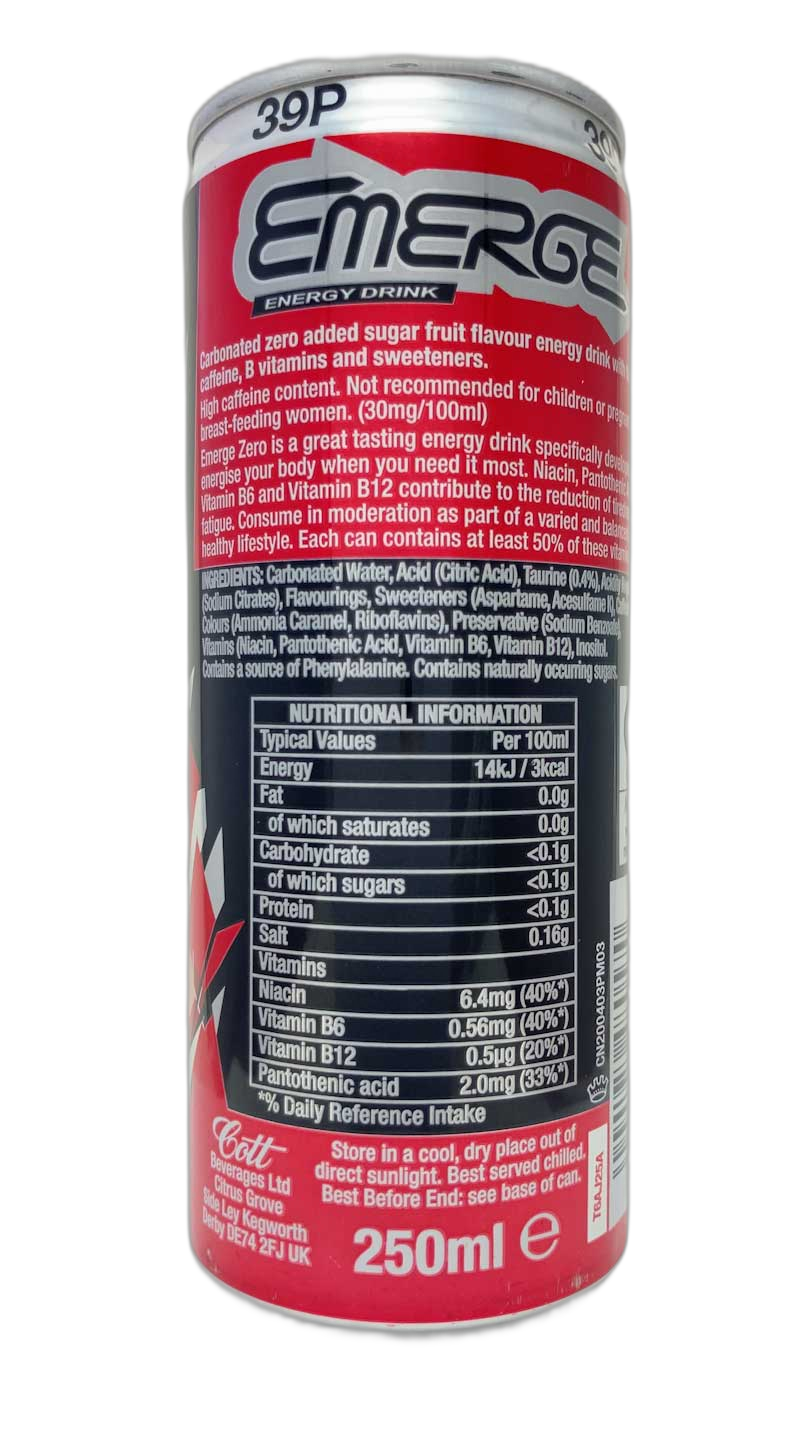 39P
EMERGE
ENERGY DRINK
Carbonated zero added sugar fruit flavour energy drink with
caffeine, B vitamins and sweeteners.
High caffeine content. Not recommended for children or
breast-feeding women. (30mg/100ml)
Emerge Zero is a great tasting energy drink specifically
energise your body when you need it most. Niacin,
Vitamin B6 and Vitamin B12 contribute to the reduction of
fatigue. Consume in moderation as part of a varied and
healthy lifestyle. Each can contains at least 50% of these
INGREDIENTS: Carbonated Water, Acid (Citric Acid), Taurine (0.4%),
(Sodium Citrates), Flavourings, Sweeteners (Aspartame, Acesulfame K),
Colours (Ammonia Caramel, Riboflavins), Preservative (Sodium Benzoate),
Vitamins (Niacin, Pantothenic Acid, Vitamin B6, Vitamin B12), Inositol.
Contains a source of Phenylalanine. Contains naturally occurring sugars.
NUTRITIONAL INFORMATION
Typical Values Per 100ml
Energy 14kJ / 3kcal
Fat 0.0g
of which saturates 0.0g
Carbohydrate <0.1g
of which sugars <0.1g
Protein <0.1g
Salt 0.16g
Vitamins
Niacin 6.4mg (40%*)
Vitamin B6 0.56mg (40%*)
Vitamin B12 0.5µg (20%*)
Pantothenic acid 2.0mg (33%*)
*% Daily Reference Intake
CN200403PM03
Cott
Beverages Ltd
Citrus Grove
Side Ley Kegworth
Derby DE74 2FJ UK
Store in a cool, dry place out of
direct sunlight. Best served chilled.
Best Before End: see base of can.
T6AJ25A
250ml e